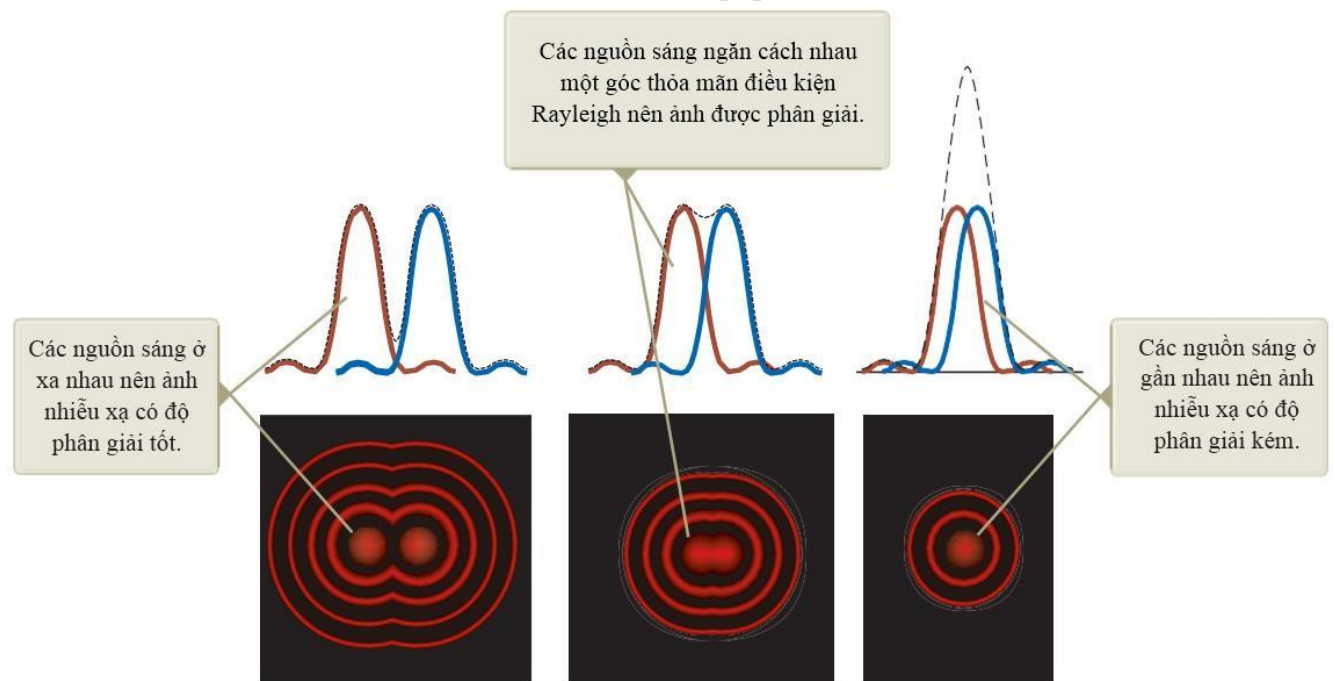 Các nguồn sáng ngăn cách nhau
một góc thỏa mãn điều kiện
Rayleigh nên ảnh được phân giải.
Các nguồn sáng ở
xa nhau nên ảnh
nhiễu xạ có độ
phân giải tốt.
Các nguồn sáng ở
gần nhau nên ảnh
nhiễu xạ có độ
phân giải kém.